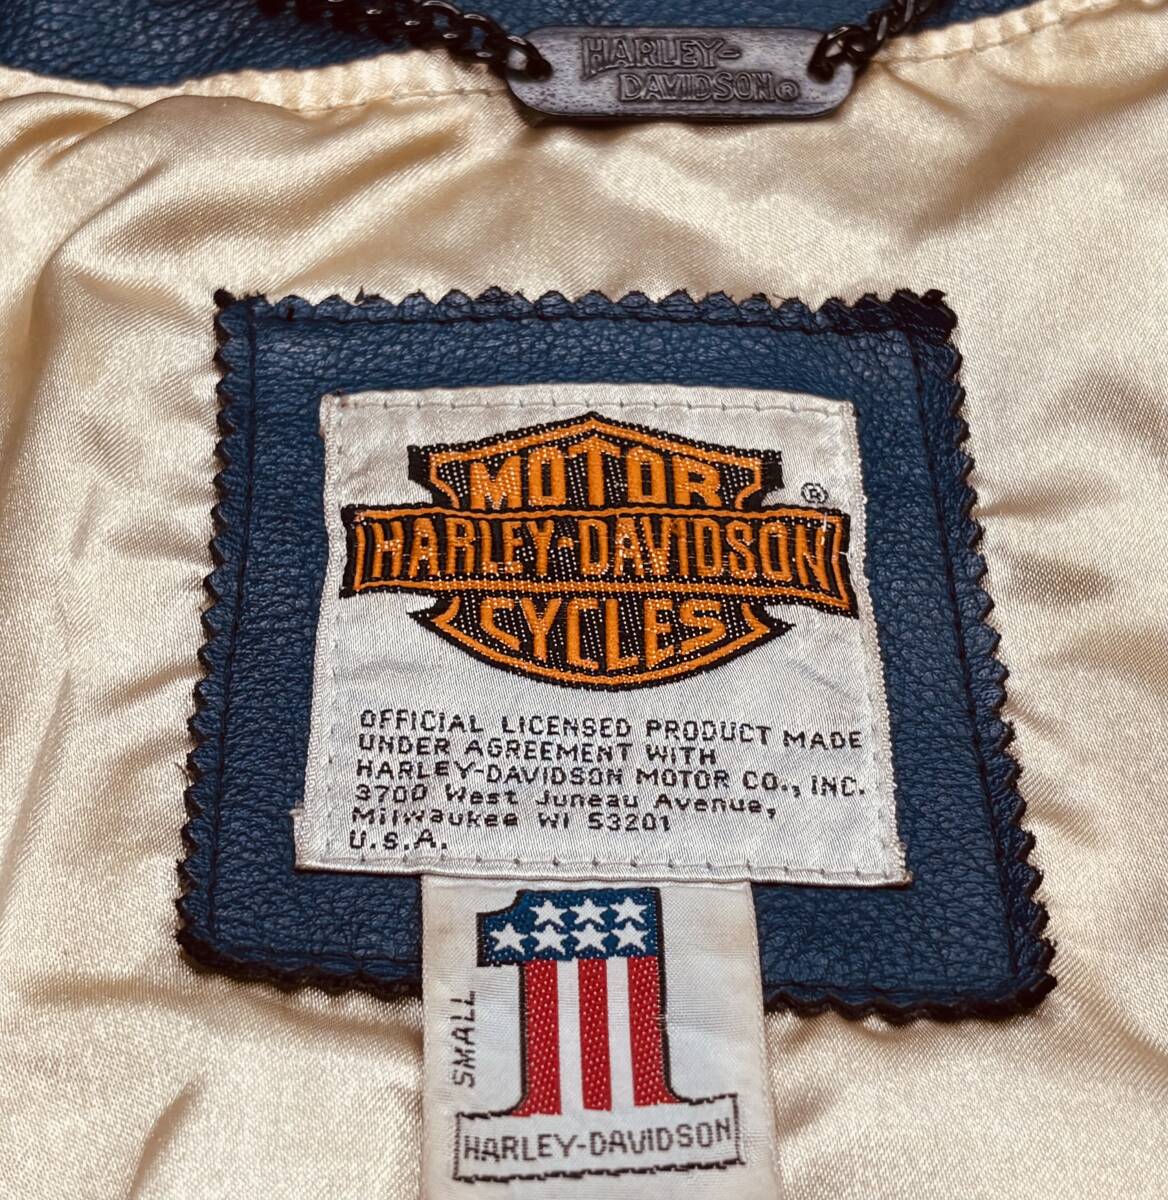 HARLEY-
DAVIDSON®
MOTOR
HARLEY-DAVIDSON
CYCLES
®
OFFICIAL LICENSED PRODUCT MADE
UNDER AGREEMENT WITH
HARLEY-DAVIDSON MOTOR CO., INC.
3700 West Juneau Avenue,
Milwaukee WI 53201
U.S.A.
1
SMALL
HARLEY-DAVIDSON